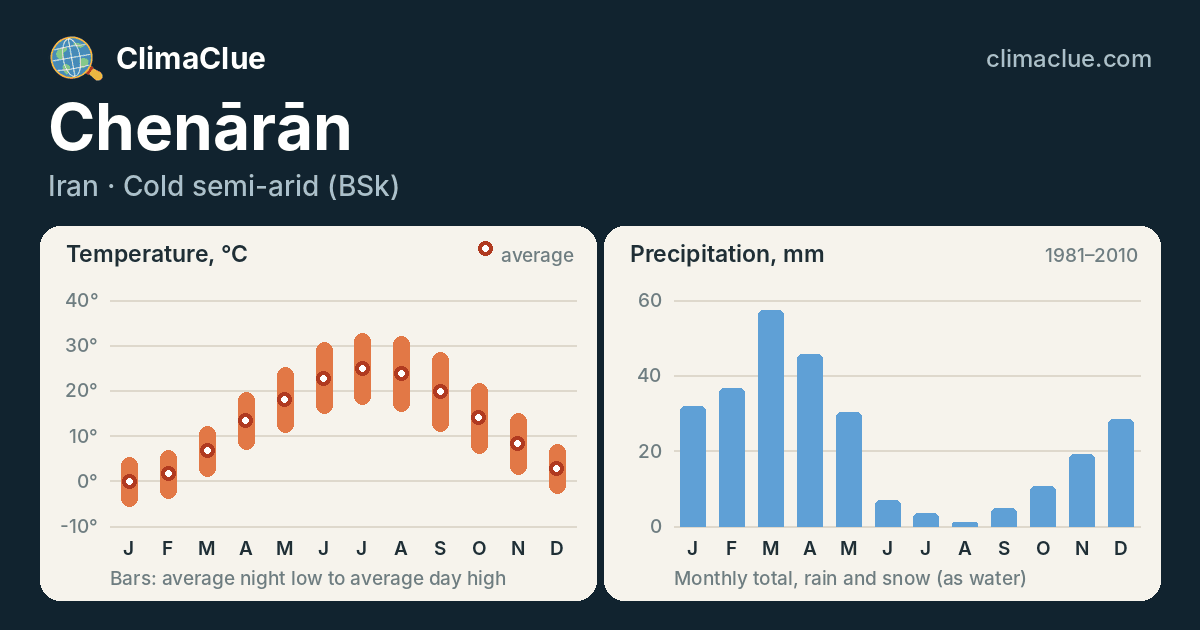 ClimaClue
climaclue.com
Chenārān
Iran · Cold semi-arid (BSk)
Temperature, °C
average
40°
30°
20°
10°
0°
-10°
J F M A M J J A S O N D
Bars: average night low to average day high
Precipitation, mm
1981–2010
60
40
20
0
J F M A M J J A S O N D
Monthly total, rain and snow (as water)